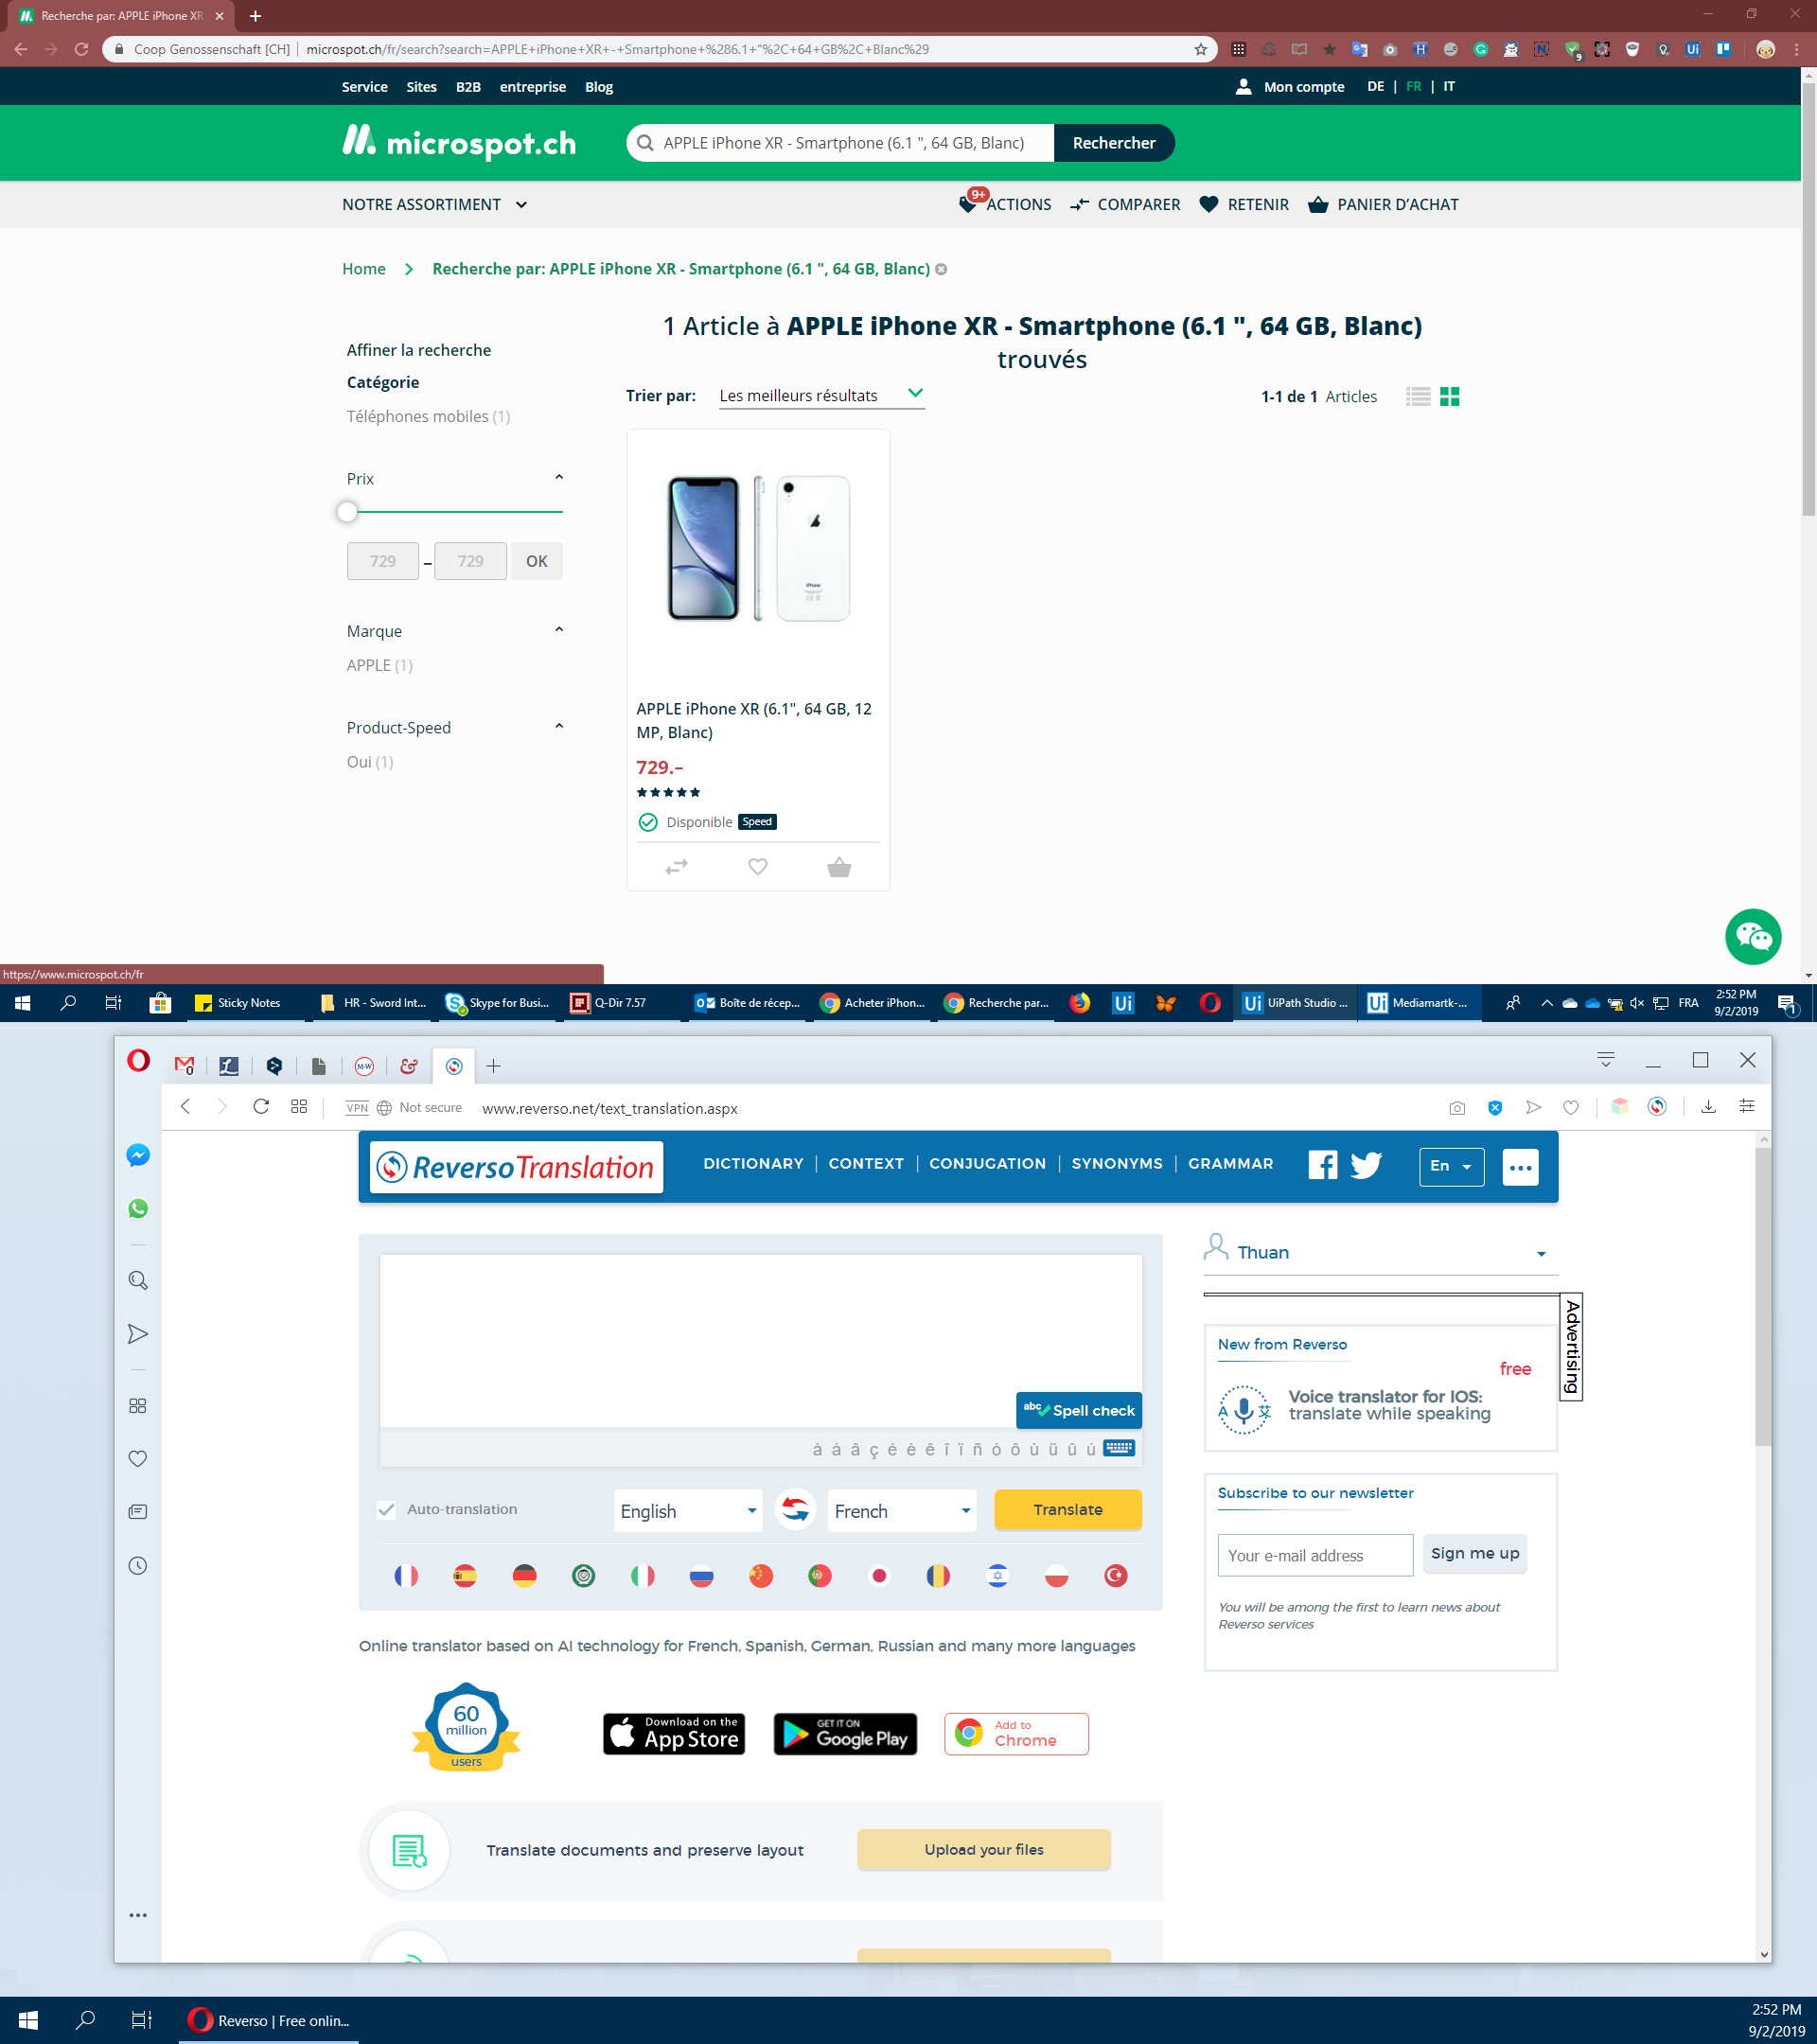 Recherche par: APPLE iPhone XR
Coop Genossenschaft [CH] | microspot.ch/fr/search?search=APPLE+iPhone+XR+-+Smartphone+%286.1+"%2C+64+GB%2C+Blanc%29
Service Sites B2B entreprise Blog Mon compte DE | FR | IT
microspot.ch
APPLE iPhone XR - Smartphone (6.1 ", 64 GB, Blanc) Rechercher
NOTRE ASSORTIMENT 9+ ACTIONS COMPARER RETENIR PANIER D'ACHAT
Home Recherche par: APPLE iPhone XR - Smartphone (6.1 ", 64 GB, Blanc)
1 Article à APPLE iPhone XR - Smartphone (6.1 ", 64 GB, Blanc)
trouvés
Affiner la recherche
Catégorie
Téléphones mobiles (1)
Trier par: Les meilleurs résultats 1-1 de 1 Articles
Prix
729 – 729 OK
Marque
APPLE (1)
Product-Speed
Oui (1)
iPhone
APPLE iPhone XR (6.1", 64 GB, 12
MP, Blanc)
729.–
Disponible Speed
https://www.microspot.ch/fr
Sticky Notes HR - Sword Int... Skype for Busi... Q-Dir 7.57 Boîte de récep... Acheter iPhon... Recherche par... UiPath Studio ... Mediamartk-... FRA 2:52 PM
9/2/2019 1
VPN Not secure www.reverso.net/text_translation.aspx
Reverso Translation DICTIONARY | CONTEXT | CONJUGATION | SYNONYMS | GRAMMAR En
Thuan
Advertising
New from Reverso
free
Voice translator for IOS:
translate while speaking
abc Spell check
à á â ç é è ê î ï ñ ó ô ù ü û ú
Auto-translation English French Translate
Subscribe to our newsletter
Your e-mail address Sign me up
You will be among the first to learn news about
Reverso services
Online translator based on AI technology for French, Spanish, German, Russian and many more languages
60
million
users
Download on the
App Store
GET IT ON
Google Play
Add to
Chrome
Translate documents and preserve layout Upload your files
Reverso | Free onlin...
2:52 PM
9/2/2019